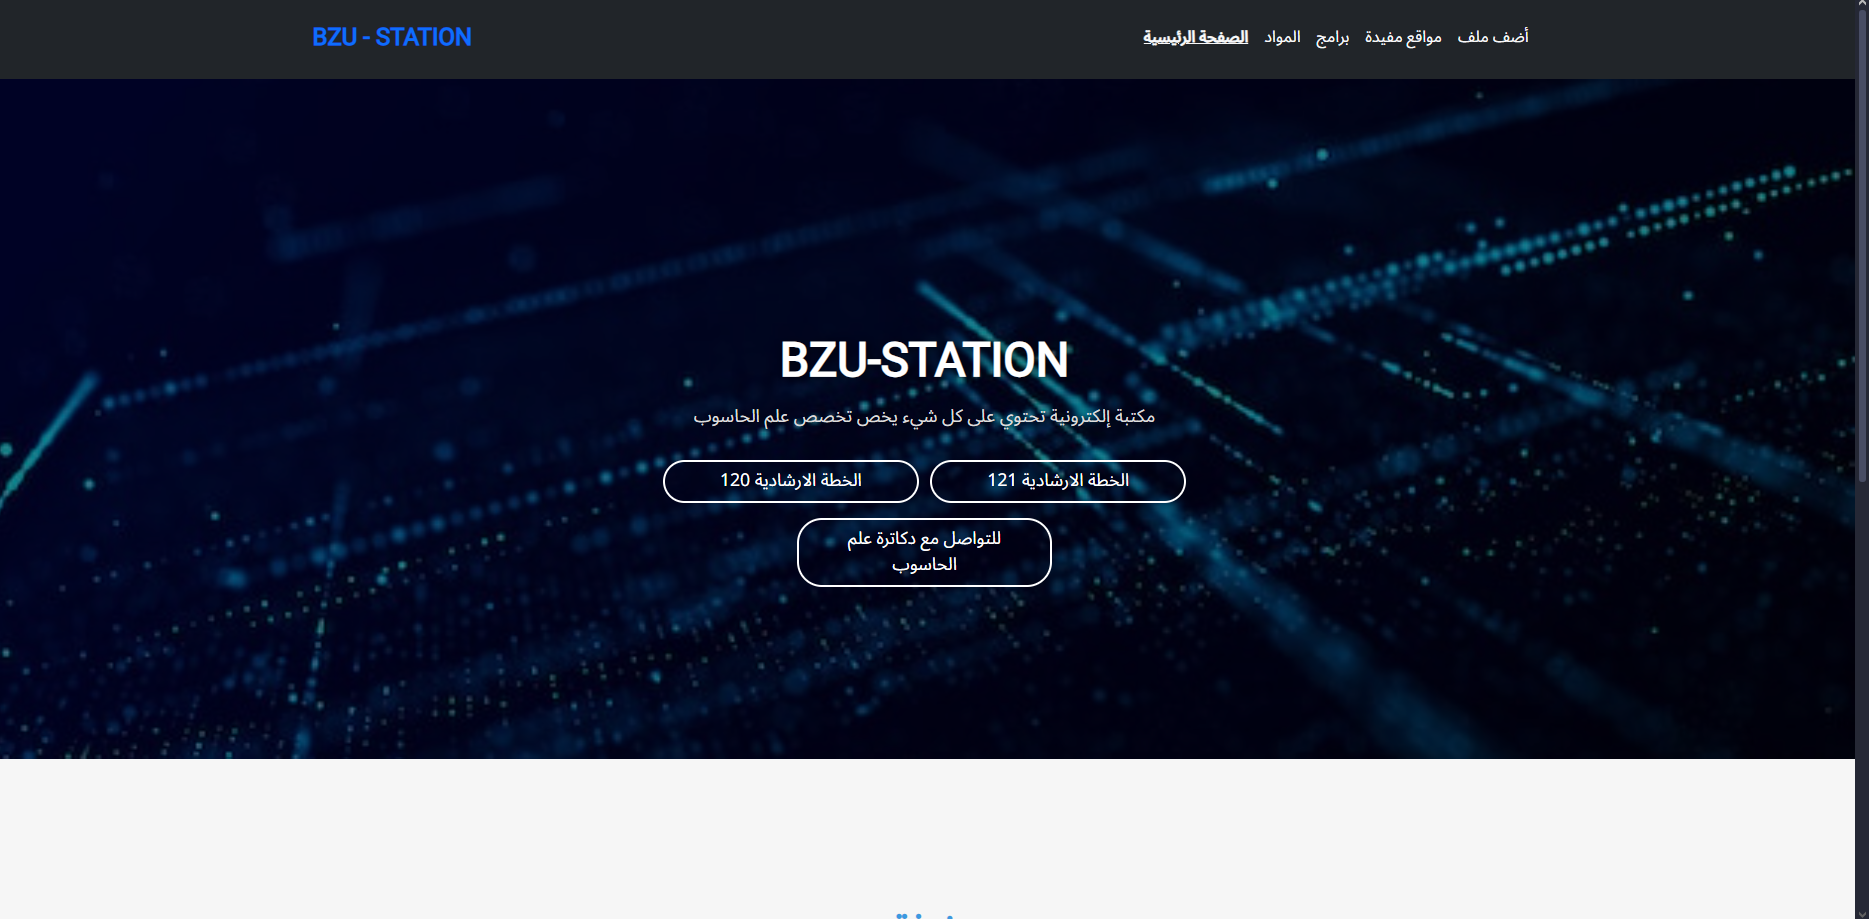 BZU - STATION
الصفحة الرئيسية
المواد
برامج
مواقع مفيدة
أضف ملف
BZU-STATION
مكتبة إلكترونية تحتوي على كل شيء يخص تخصص علم الحاسوب
الخطة الارشادية 121
الخطة الارشادية 120
للتواصل مع دكاترة علم
الحاسوب